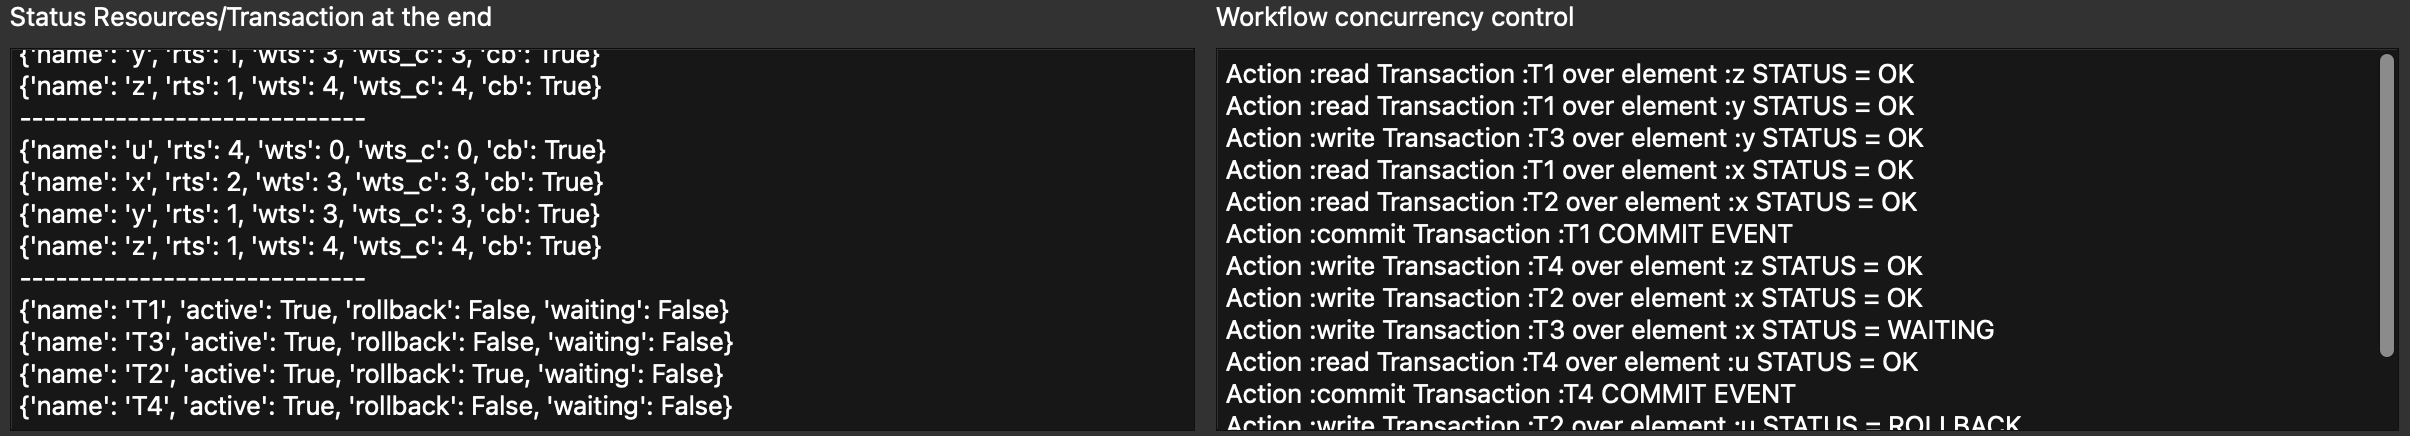 Status Resources/Transaction at the end
{'name': 'y', 'rts': 1, 'wts': 3, 'wts_c': 3, 'cb': True}
{'name': 'z', 'rts': 1, 'wts': 4, 'wts_c': 4, 'cb': True}
-----------------------------
{'name': 'u', 'rts': 4, 'wts': 0, 'wts_c': 0, 'cb': True}
{'name': 'x', 'rts': 2, 'wts': 3, 'wts_c': 3, 'cb': True}
{'name': 'y', 'rts': 1, 'wts': 3, 'wts_c': 3, 'cb': True}
{'name': 'z', 'rts': 1, 'wts': 4, 'wts_c': 4, 'cb': True}
-----------------------------
{'name': 'T1', 'active': True, 'rollback': False, 'waiting': False}
{'name': 'T3', 'active': True, 'rollback': False, 'waiting': False}
{'name': 'T2', 'active': True, 'rollback': True, 'waiting': False}
{'name': 'T4', 'active': True, 'rollback': False, 'waiting': False}
Workflow concurrency control
Action :read Transaction :T1 over element :z STATUS = OK
Action :read Transaction :T1 over element :y STATUS = OK
Action :write Transaction :T3 over element :y STATUS = OK
Action :read Transaction :T1 over element :x STATUS = OK
Action :read Transaction :T2 over element :x STATUS = OK
Action :commit Transaction :T1 COMMIT EVENT
Action :write Transaction :T4 over element :z STATUS = OK
Action :write Transaction :T2 over element :x STATUS = OK
Action :write Transaction :T3 over element :x STATUS = WAITING
Action :read Transaction :T4 over element :u STATUS = OK
Action :commit Transaction :T4 COMMIT EVENT
Action :write Transaction :T2 over element :u STATUS = ROLLBACK